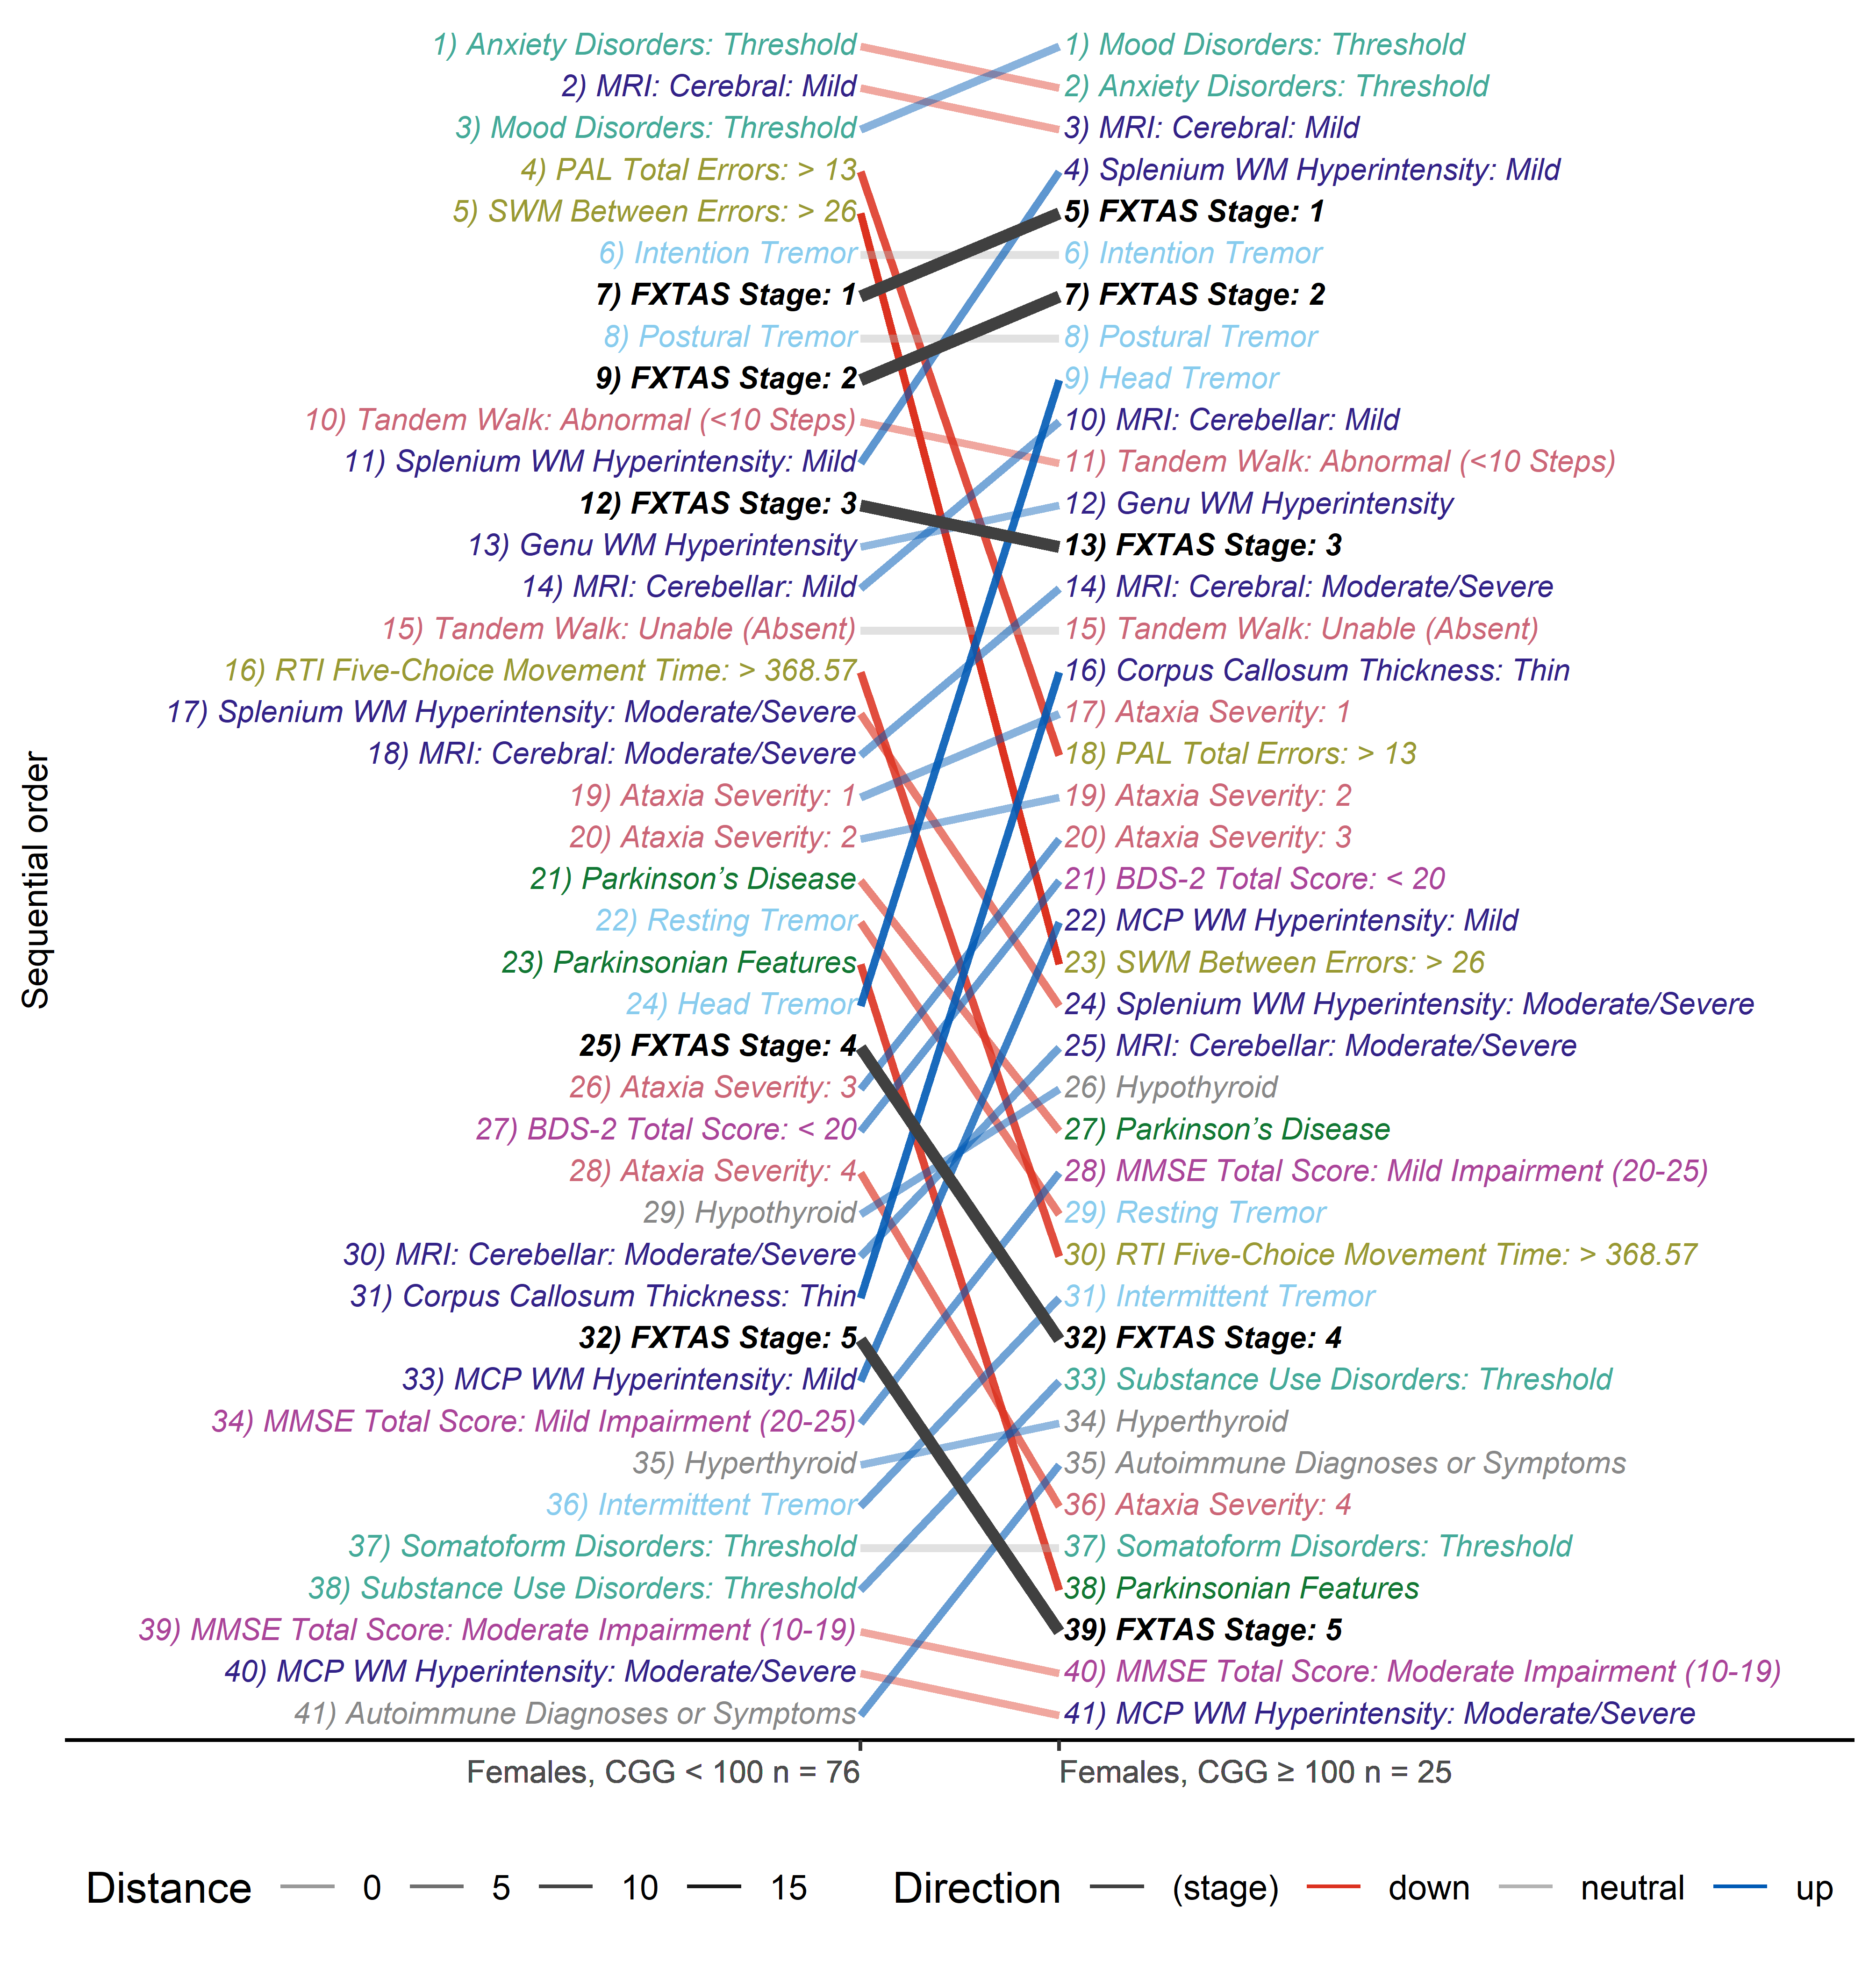 1) Anxiety Disorders: Threshold
2) MRI: Cerebral: Mild
3) Mood Disorders: Threshold
4) PAL Total Errors: > 13
5) SWM Between Errors: > 26
6) Intention Tremor
7) FXTAS Stage: 1
8) Postural Tremor
9) FXTAS Stage: 2
10) Tandem Walk: Abnormal (<10 Steps)
11) Splenium WM Hyperintensity: Mild
12) FXTAS Stage: 3
13) Genu WM Hyperintensity
14) MRI: Cerebellar: Mild
15) Tandem Walk: Unable (Absent)
16) RTI Five-Choice Movement Time: > 368.57
17) Splenium WM Hyperintensity: Moderate/Severe
18) MRI: Cerebral: Moderate/Severe
19) Ataxia Severity: 1
20) Ataxia Severity: 2
21) Parkinson's Disease
22) Resting Tremor
23) Parkinsonian Features
24) Head Tremor
25) FXTAS Stage: 4
26) Ataxia Severity: 3
27) BDS-2 Total Score: < 20
28) Ataxia Severity: 4
29) Hypothyroid
30) MRI: Cerebellar: Moderate/Severe
31) Corpus Callosum Thickness: Thin
32) FXTAS Stage: 5
33) MCP WM Hyperintensity: Mild
34) MMSE Total Score: Mild Impairment (20-25)
35) Hyperthyroid
36) Intermittent Tremor
37) Somatoform Disorders: Threshold
38) Substance Use Disorders: Threshold
39) MMSE Total Score: Moderate Impairment (10-19)
40) MCP WM Hyperintensity: Moderate/Severe
41) Autoimmune Diagnoses or Symptoms
1) Mood Disorders: Threshold
2) Anxiety Disorders: Threshold
3) MRI: Cerebral: Mild
4) Splenium WM Hyperintensity: Mild
5) FXTAS Stage: 1
6) Intention Tremor
7) FXTAS Stage: 2
8) Postural Tremor
9) Head Tremor
10) MRI: Cerebellar: Mild
11) Tandem Walk: Abnormal (<10 Steps)
12) Genu WM Hyperintensity
13) FXTAS Stage: 3
14) MRI: Cerebral: Moderate/Severe
15) Tandem Walk: Unable (Absent)
16) Corpus Callosum Thickness: Thin
17) Ataxia Severity: 1
18) PAL Total Errors: > 13
19) Ataxia Severity: 2
20) Ataxia Severity: 3
21) BDS-2 Total Score: < 20
22) MCP WM Hyperintensity: Mild
23) SWM Between Errors: > 26
24) Splenium WM Hyperintensity: Moderate/Severe
25) MRI: Cerebellar: Moderate/Severe
26) Hypothyroid
27) Parkinson's Disease
28) MMSE Total Score: Mild Impairment (20-25)
29) Resting Tremor
30) RTI Five-Choice Movement Time: > 368.57
31) Intermittent Tremor
32) FXTAS Stage: 4
33) Substance Use Disorders: Threshold
34) Hyperthyroid
35) Autoimmune Diagnoses or Symptoms
36) Ataxia Severity: 4
37) Somatoform Disorders: Threshold
38) Parkinsonian Features
39) FXTAS Stage: 5
40) MMSE Total Score: Moderate Impairment (10-19)
41) MCP WM Hyperintensity: Moderate/Severe
Sequential order
Females, CGG < 100 n = 76
Females, CGG ≥ 100 n = 25
Distance 0 5 10 15
Direction (stage) down neutral up